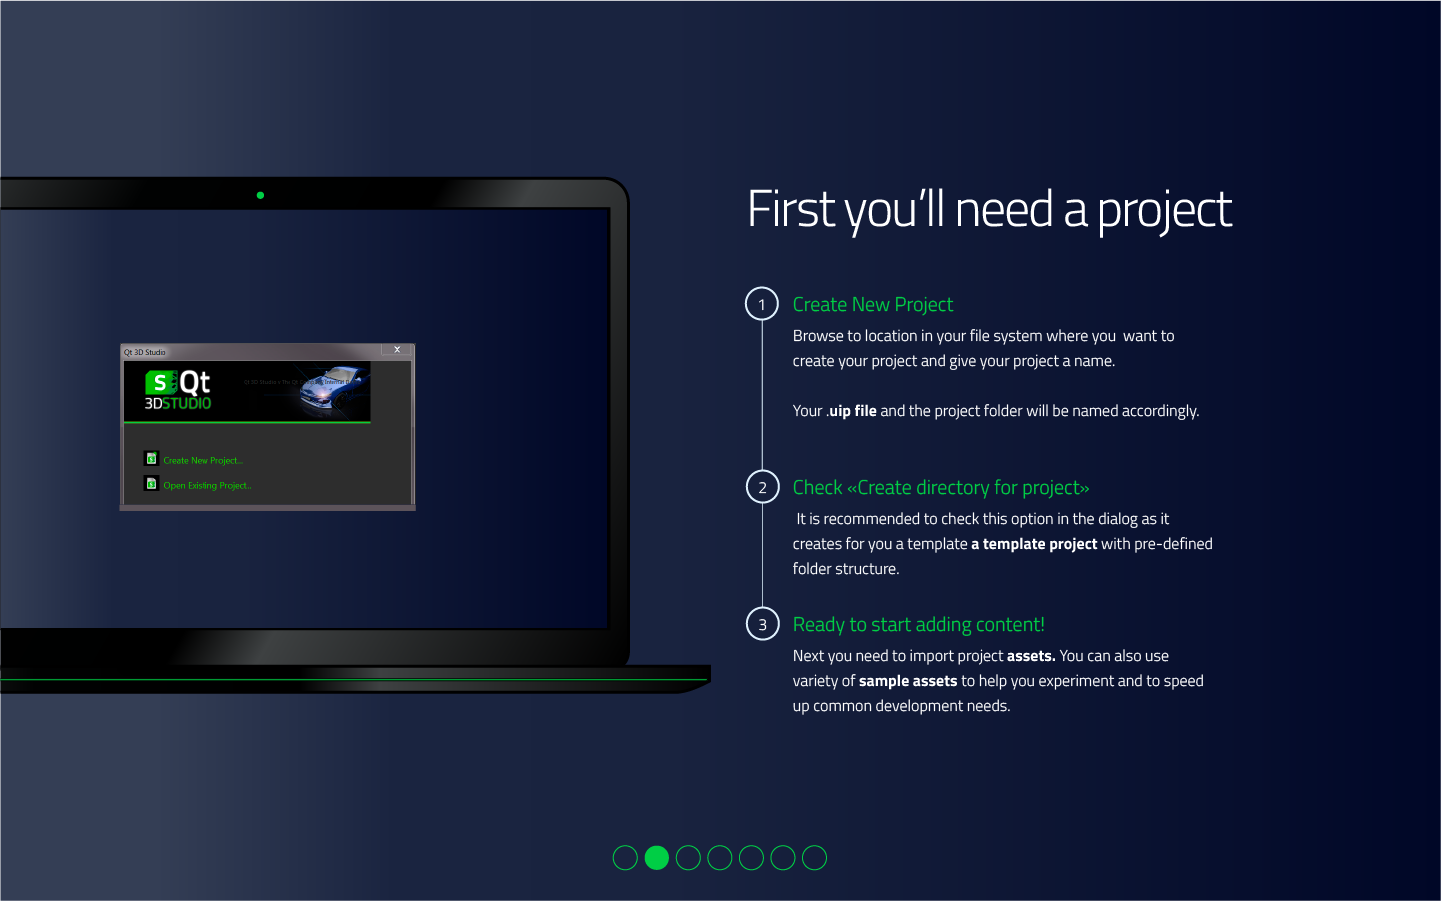 First you’ll need a project
1
Create New Project
Browse to location in your file system where you  want to
create your project and give your project a name.
Your .uip file and the project folder will be named accordingly.
2
Check «Create directory for project»
It is recommended to check this option in the dialog as it
creates for you a template a template project with pre-defined
folder structure.
3
Ready to start adding content!
Next you need to import project assets. You can also use
variety of sample assets to help you experiment and to speed
up common development needs.
Qt 3D Studio
X
S Qt
3DSTUDIO
Create New Project...
Open Existing Project...